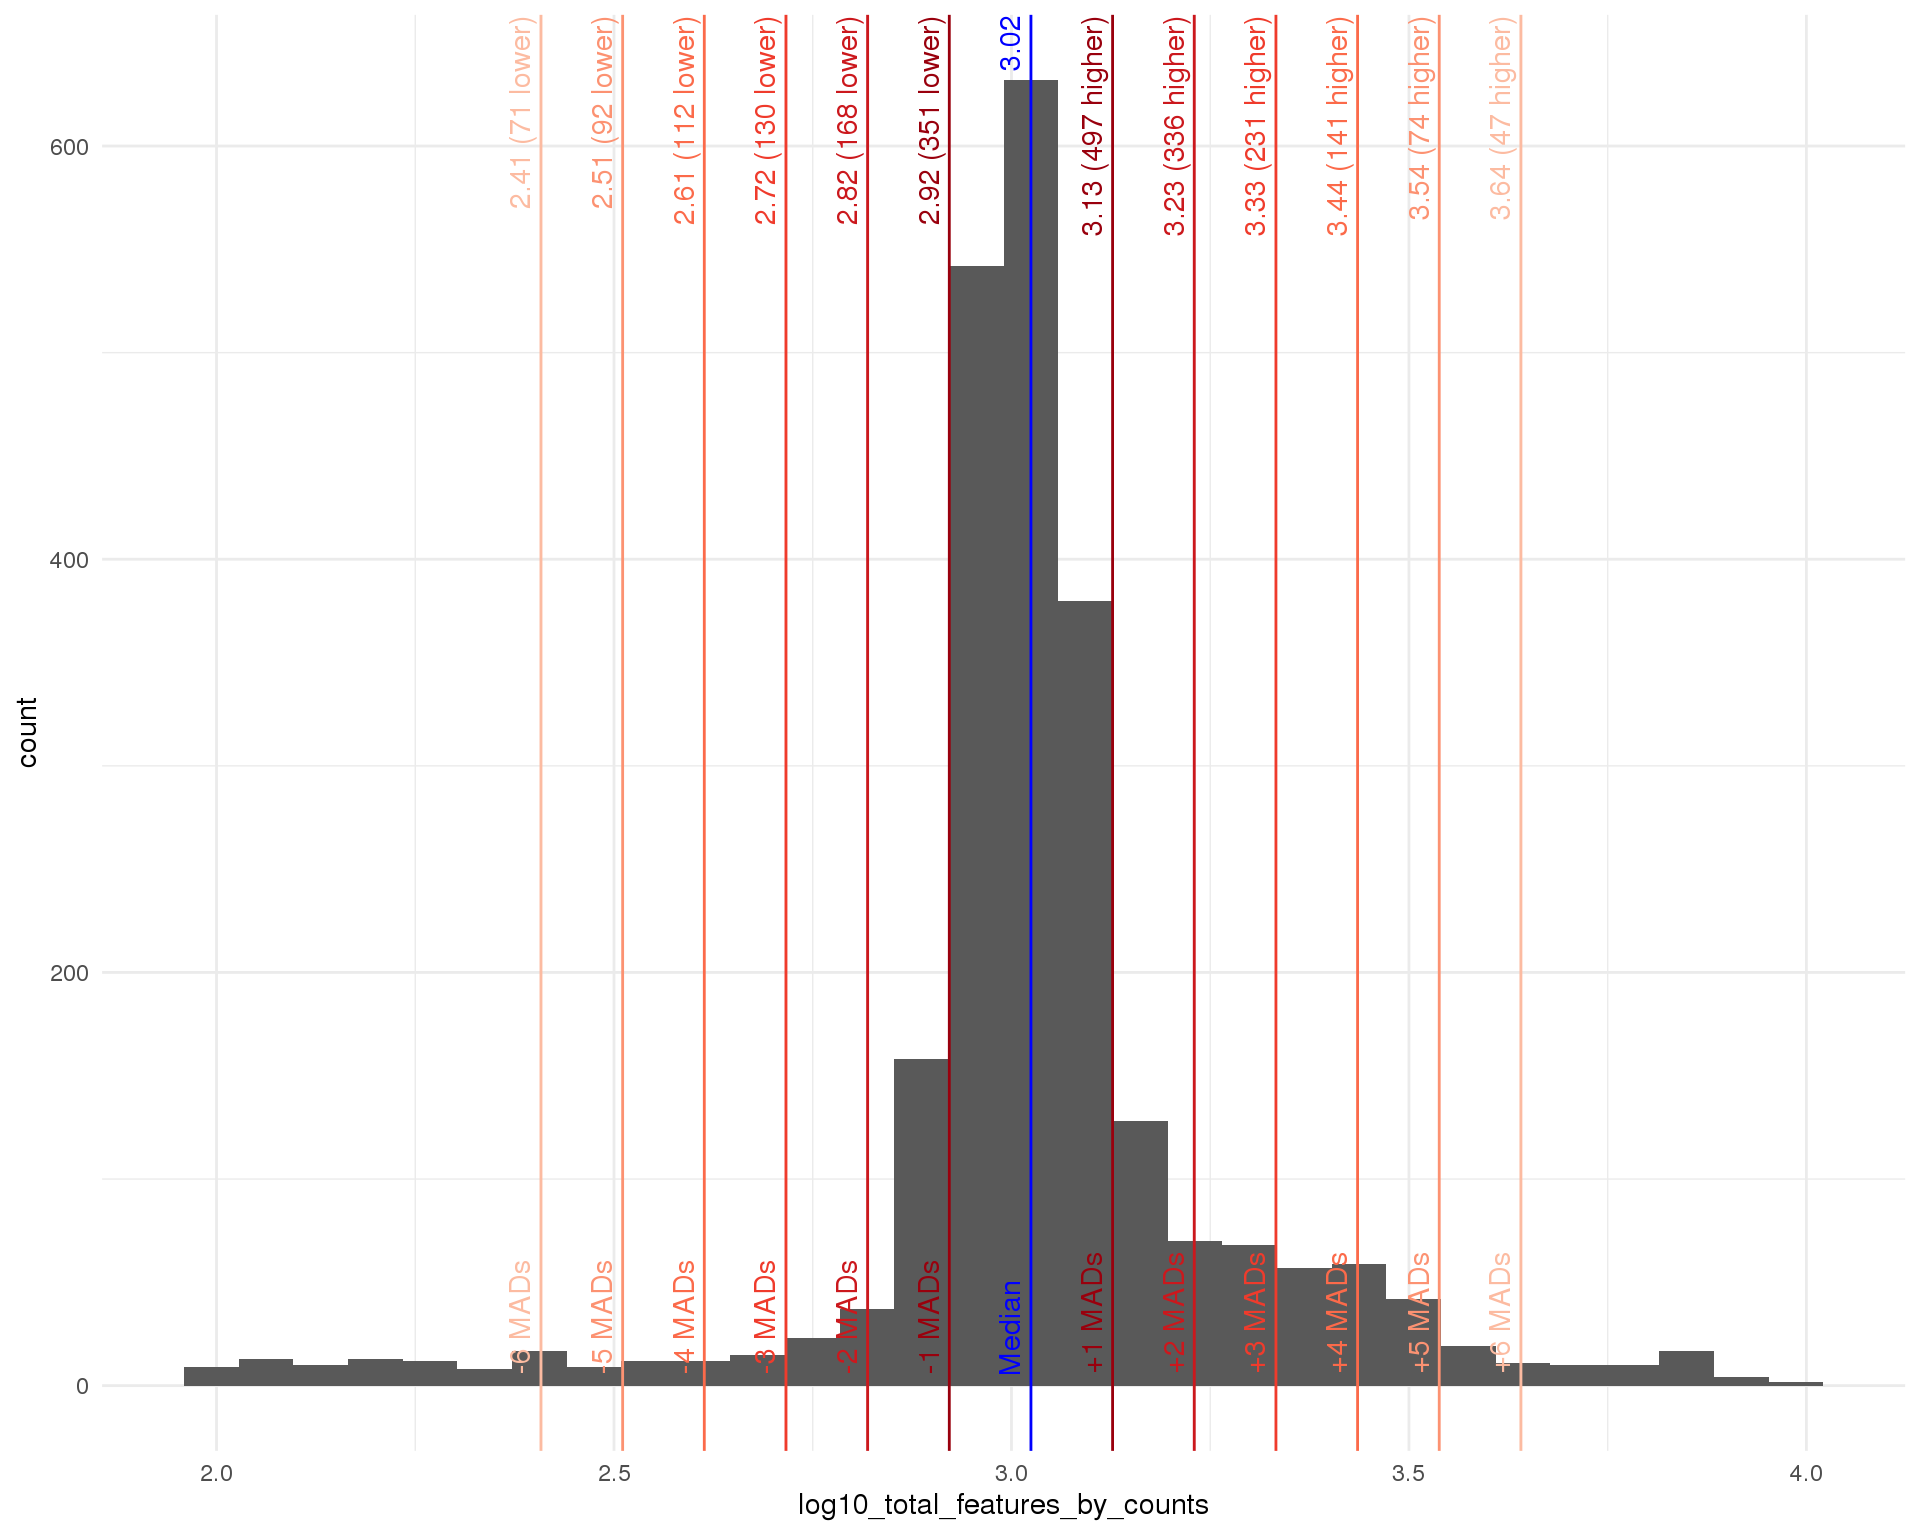 2.41 (71 lower)
2.51 (92 lower)
2.61 (112 lower)
2.72 (130 lower)
2.82 (168 lower)
2.92 (351 lower)
3.02
3.13 (497 higher)
3.23 (336 higher)
3.33 (231 higher)
3.44 (141 higher)
3.54 (74 higher)
3.64 (47 higher)
600
400
200
0
count
-6 MADs
-5 MADs
-4 MADs
-3 MADs
-2 MADs
-1 MADs
Median
+1 MADs
+2 MADs
+3 MADs
+4 MADs
+5 MADs
+6 MADs
2.0
2.5
3.0
3.5
4.0
log10_total_features_by_counts